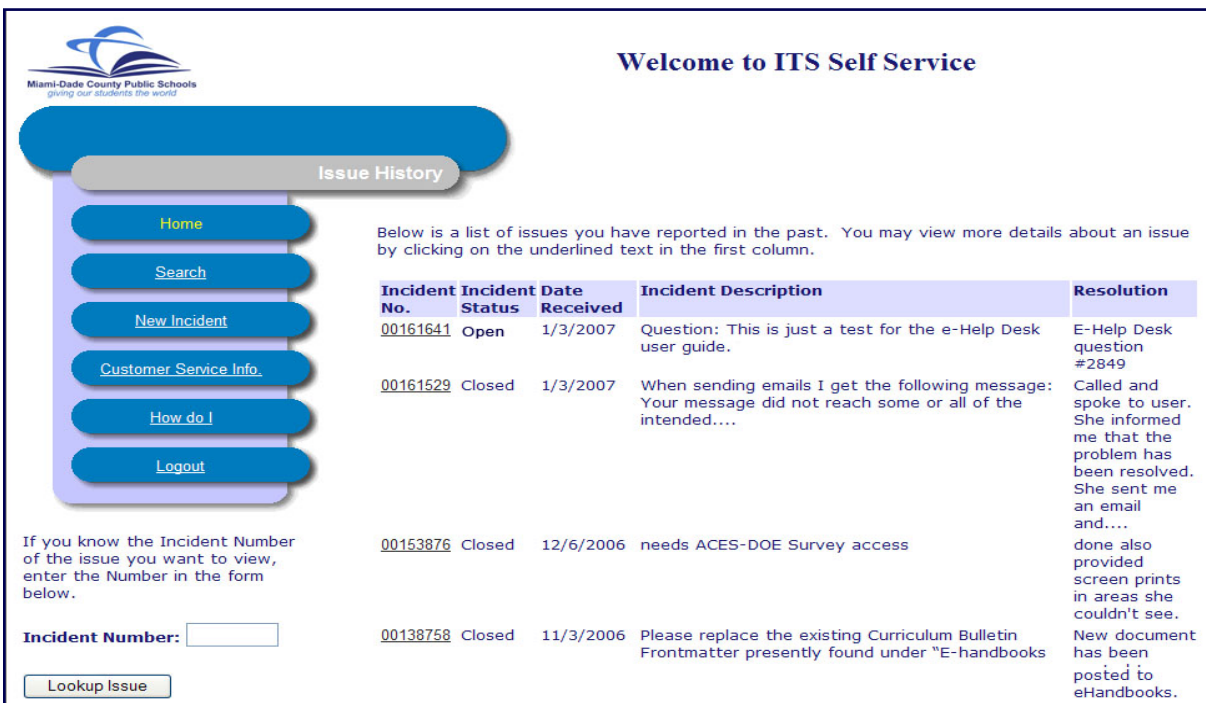 Miami-Dade County Public Schools
giving our students the world
Welcome to ITS Self Service
Issue History
Home
Search
New Incident
Customer Service Info.
How do I
Logout
If you know the Incident Number
of the issue you want to view,
enter the Number in the form
below.
Incident Number:
Lookup Issue
Below is a list of issues you have reported in the past. You may view more details about an issue
by clicking on the underlined text in the first column.
Incident Incident Date Incident Description Resolution
No. Status Received
00161641 Open 1/3/2007 Question: This is just a test for the e-Help Desk E-Help Desk
user guide. question
#2849
00161529 Closed 1/3/2007 When sending emails I get the following message: Called and
Your message did not reach some or all of the spoke to user.
intended.... She informed
me that the
problem has
been resolved.
She sent me
an email
and....
00153876 Closed 12/6/2006 needs ACES-DOE Survey access done also
provided
screen prints
in areas she
couldn't see.
00138758 Closed 11/3/2006 Please replace the existing Curriculum Bulletin New document
Frontmatter presently found under "E-handbooks has been
posted to
eHandbooks.